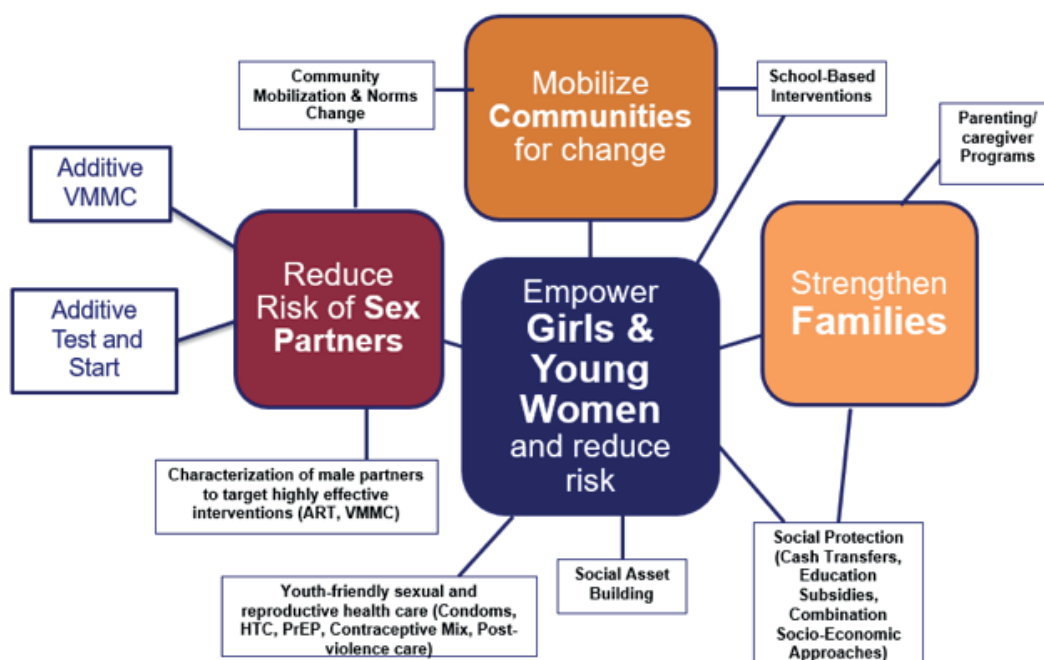 Community
Mobilization & Norms
Change
Mobilize
Communities
for change
School-Based
Interventions
Parenting/
caregiver
Programs
Additive
VMMC
Additive
Test and
Start
Reduce
Risk of Sex
Partners
Empower
Girls &
Young
Women
and reduce
risk
Strengthen
Families
Characterization of male partners
to target highly effective
interventions (ART, VMMC)
Youth-friendly sexual and
reproductive health care (Condoms,
HTC, PrEP, Contraceptive Mix, Post-
violence care)
Social Asset
Building
Social Protection
(Cash Transfers,
Education
Subsidies,
Combination
Socio-Economic
Approaches)